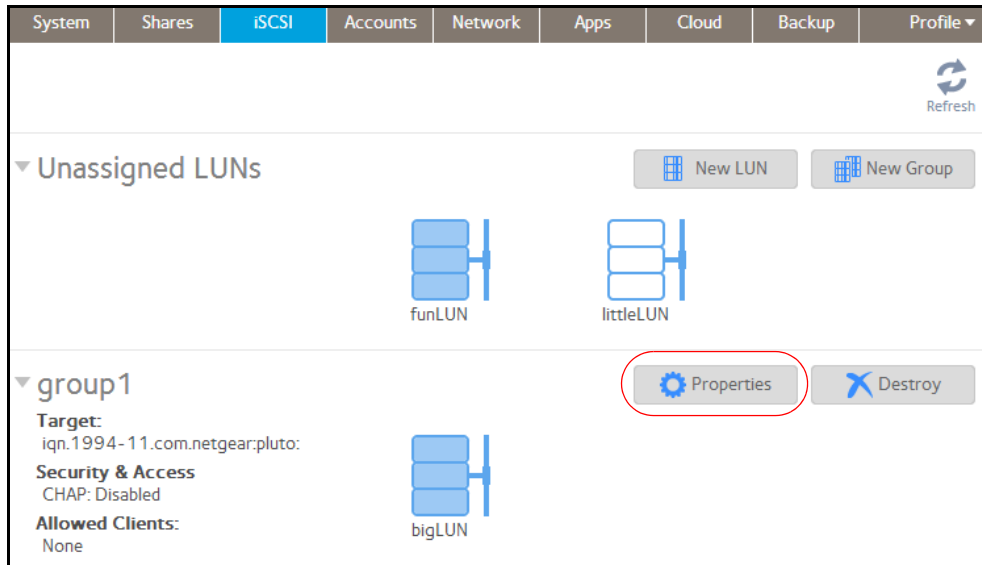 System Shares iSCSI Accounts Network Apps Cloud Backup Profile ▾
Refresh
Unassigned LUNs
New LUN New Group
funLUN littleLUN
group1
Properties Destroy
Target:
iqn.1994-11.com.netgear:pluto:
Security & Access
CHAP: Disabled
Allowed Clients:
None
bigLUN